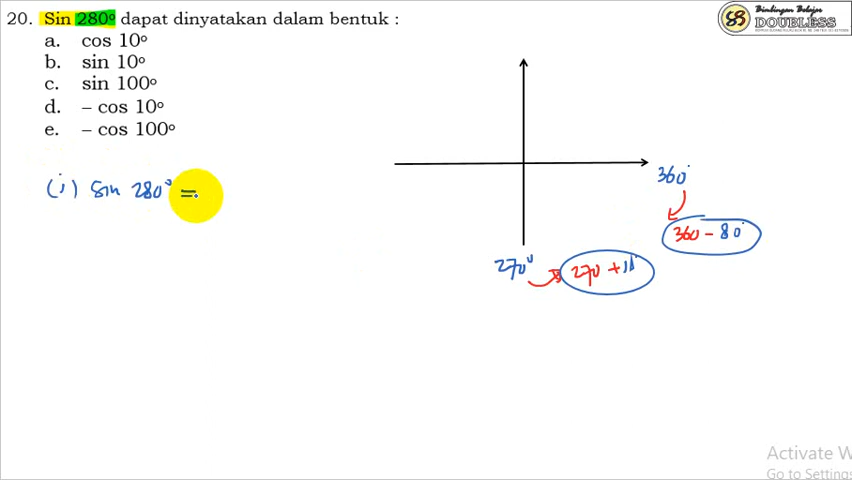 20. Sin 280º dapat dinyatakan dalam bentuk :
a. cos 10º
b. sin 10º
c. sin 100º
d. – cos 10º
e. – cos 100º
(i) Sin 280° =
360°
360 – 80°
270°
270 + 10°
Bimbingan Belajar
DOUBLESS
Activate W
Go to Settings